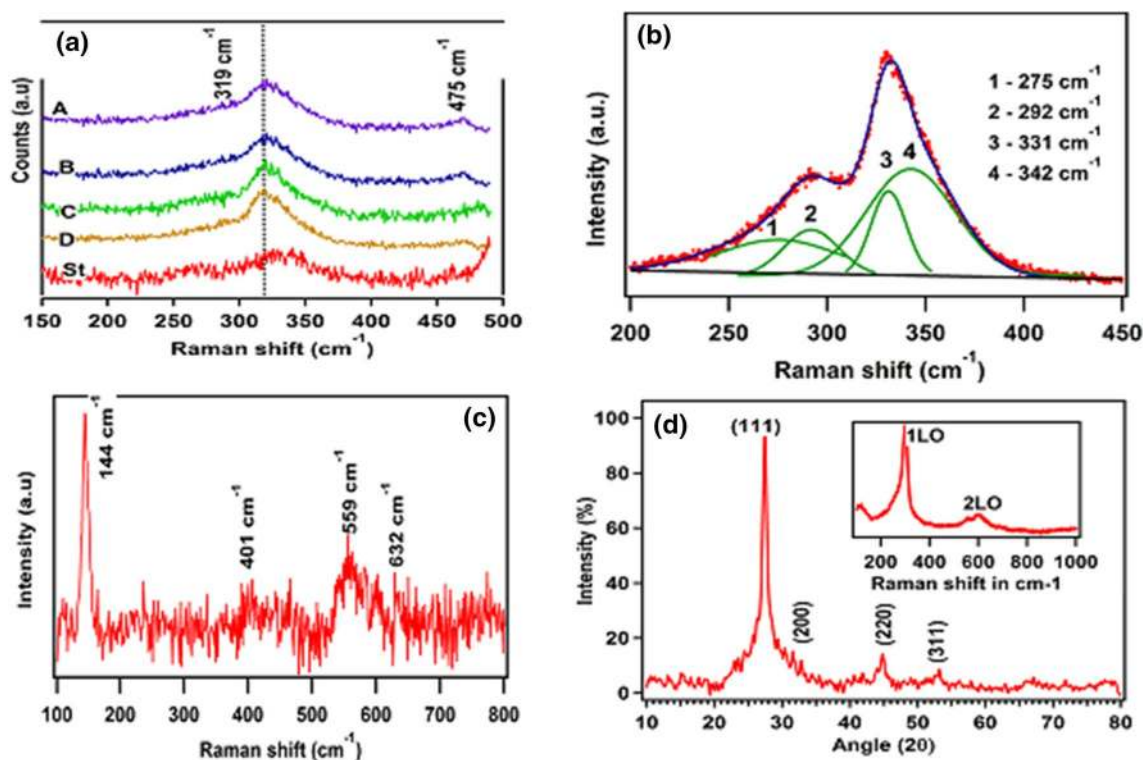 (a)
319 cm-1
475 cm-1
A
B
C
D
St
Counts (a.u)
150 200 250 300 350 400 450 500
Raman shift (cm-1)
(b)
1 - 275 cm-1
2 - 292 cm-1
3 - 331 cm-1
4 - 342 cm-1
1
2
3
4
Intensity (a.u.)
200 250 300 350 400 450
Raman shift (cm-1)
(c)
144 cm-1
401 cm-1
559 cm-1
632 cm-1
Intensity (a.u)
100 200 300 400 500 600 700 800
Raman shift (cm-1)
(d)
(111)
(200)
(220)
(311)
1LO
2LO
200 400 600 800 1000
Raman shift in cm-1
100
80
60
40
20
0
Intensity (%)
10 20 30 40 50 60 70 80
Angle (2θ)